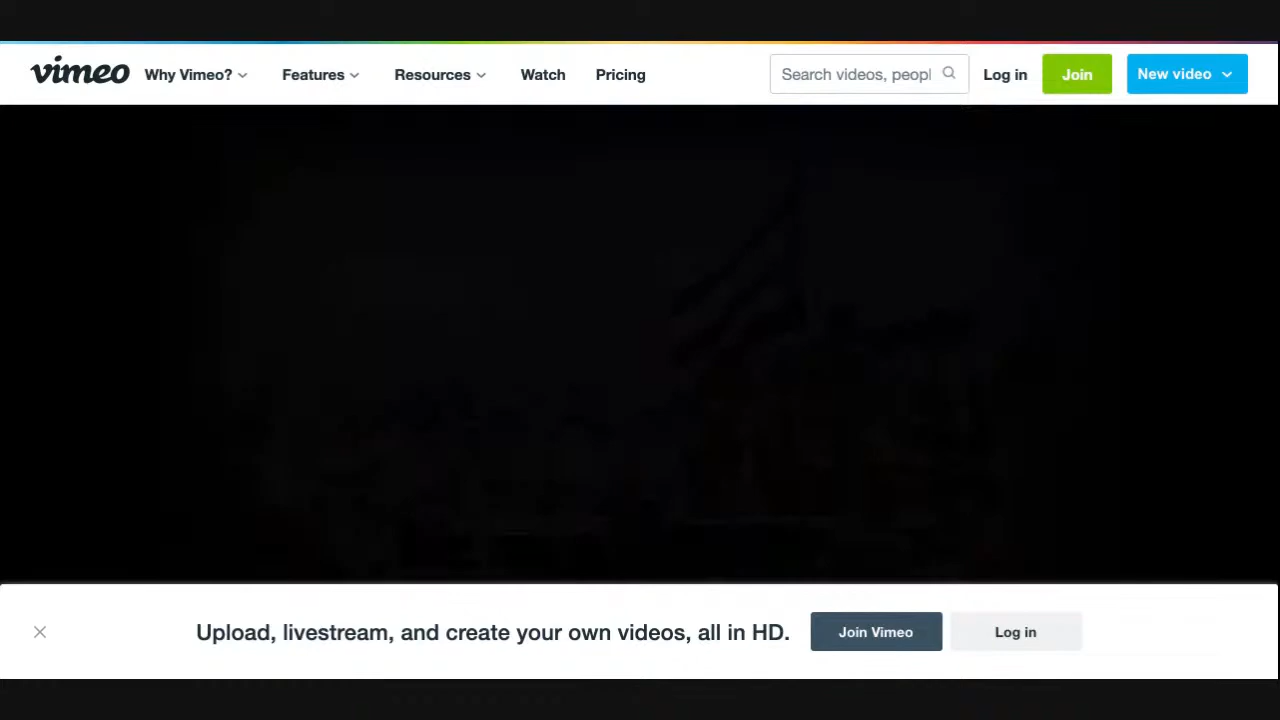 vimeo Why Vimeo? Features Resources Watch Pricing Search videos, peopl Log in Join New video
Upload, livestream, and create your own videos, all in HD. Join Vimeo Log in